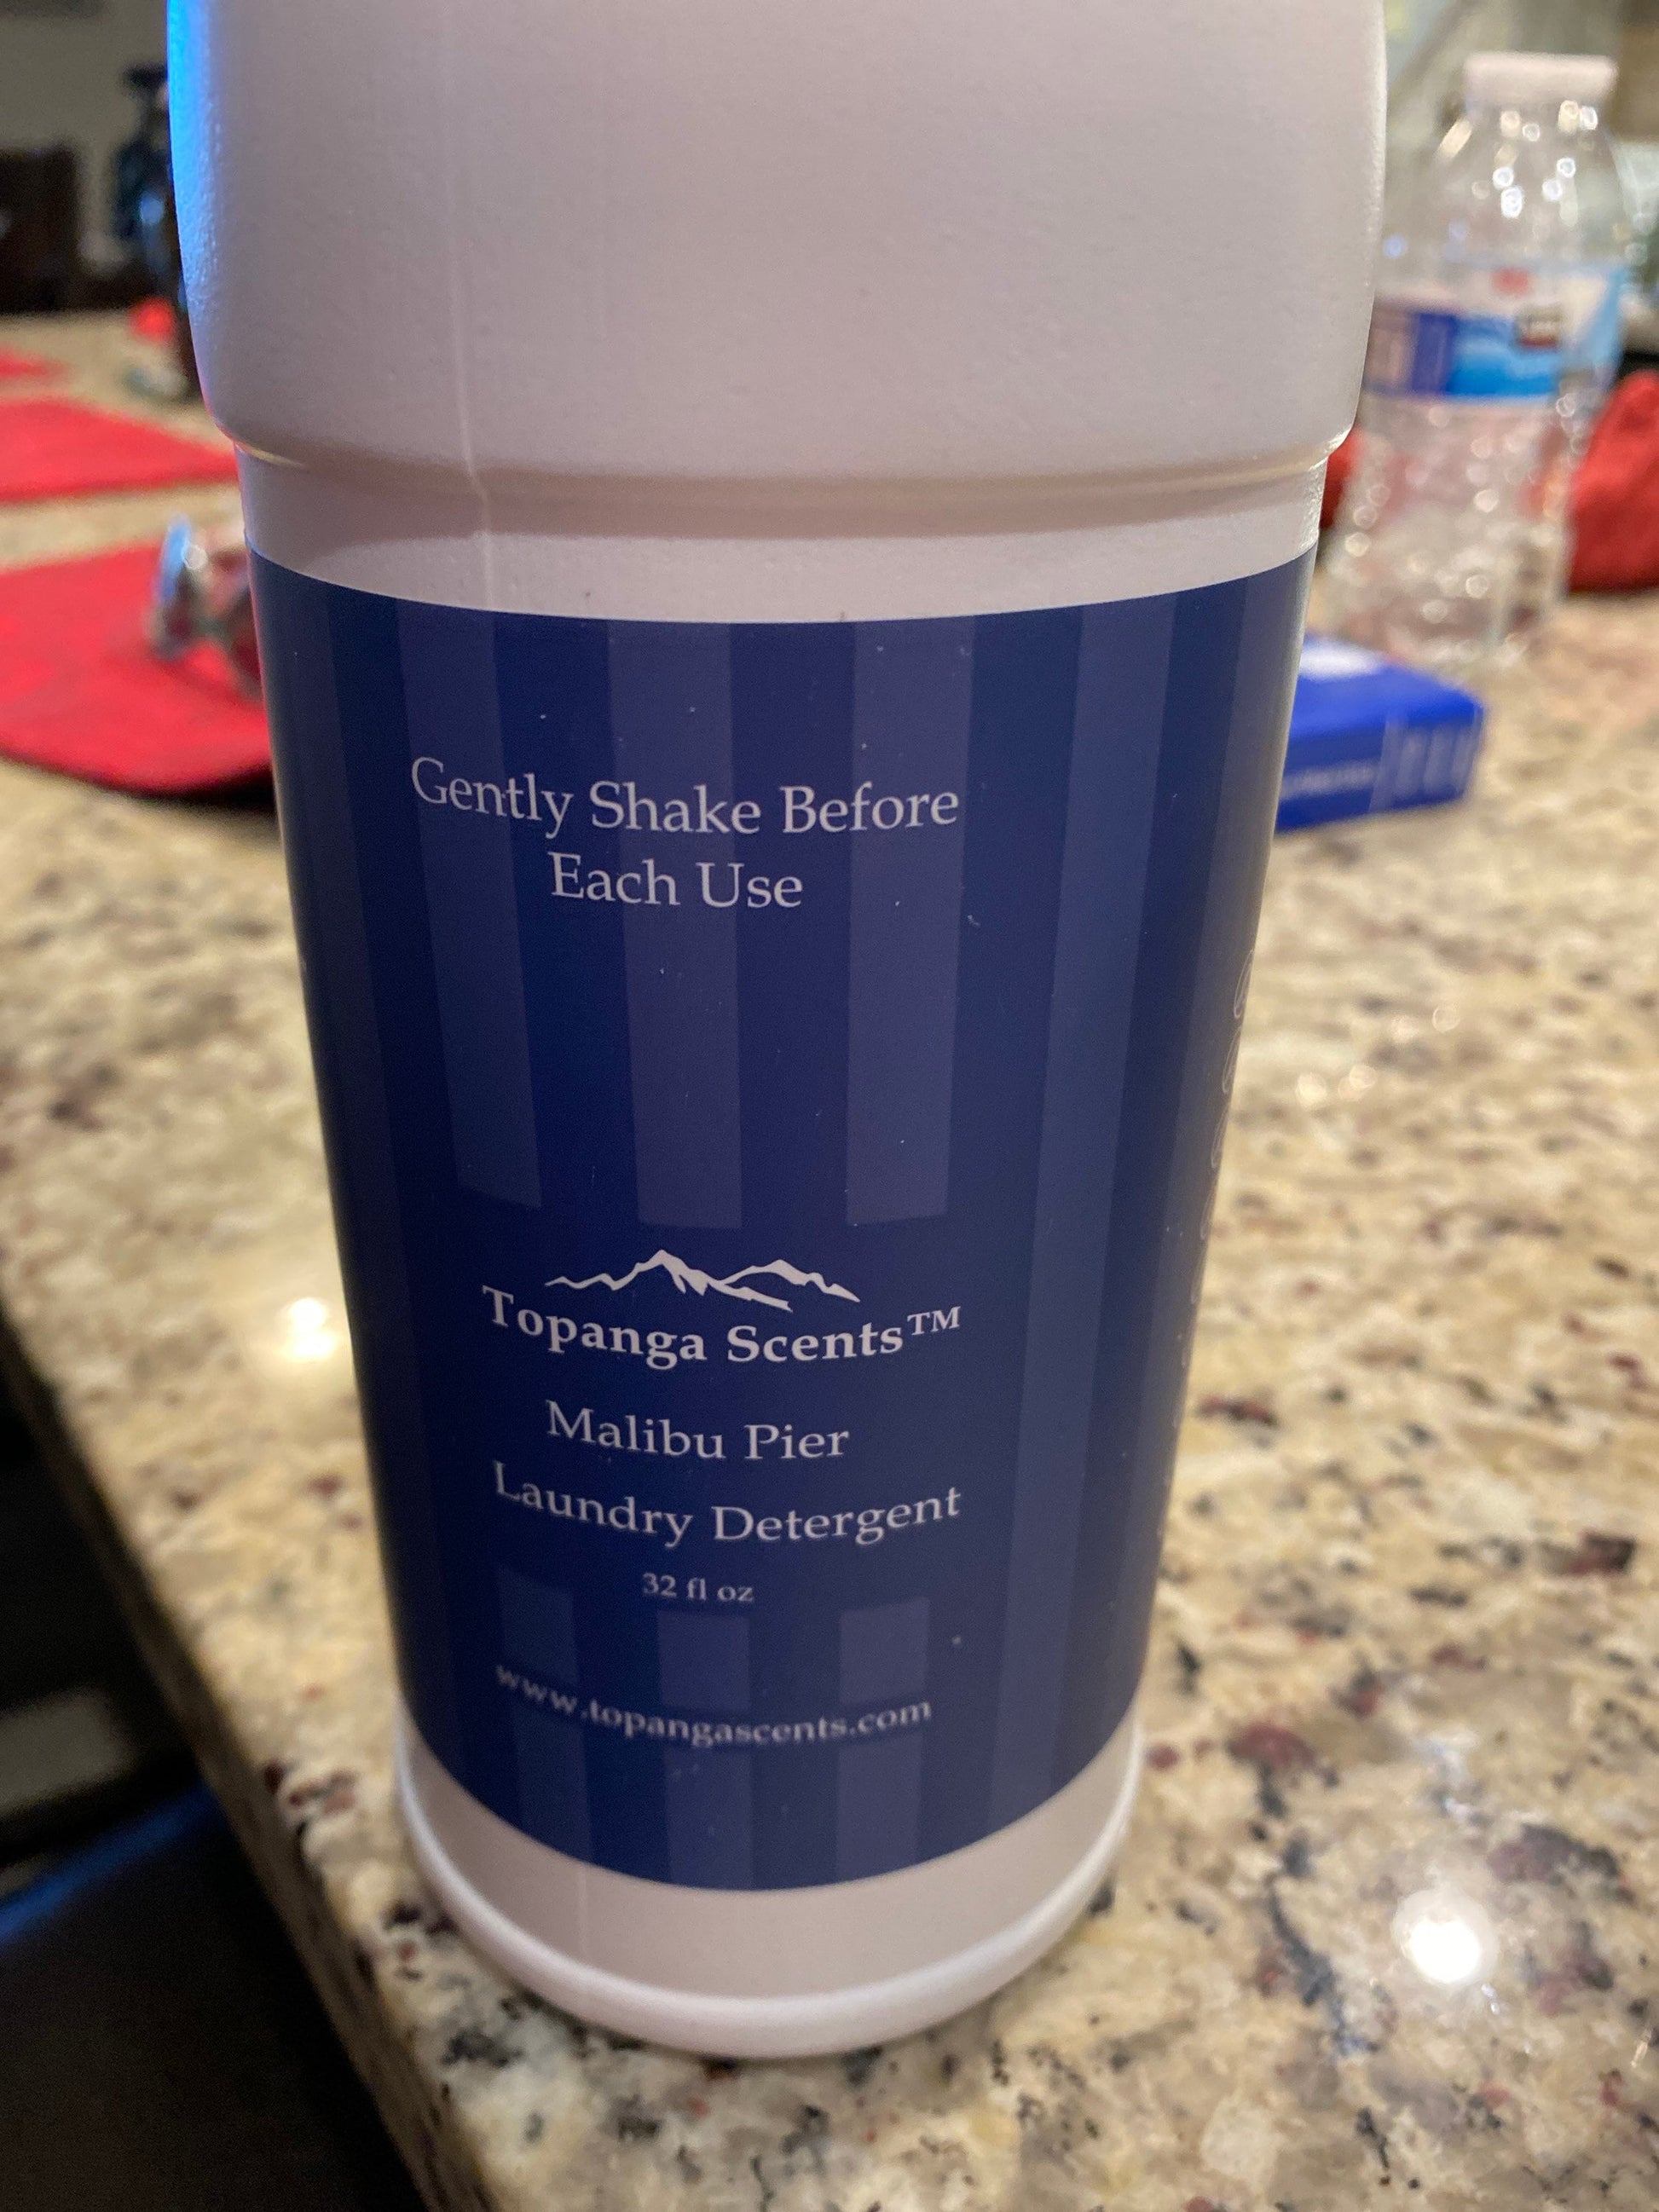 Gently Shake Before
Each Use
Topanga Scents™
Malibu Pier
Laundry Detergent
32 fl oz
www.topangascents.com